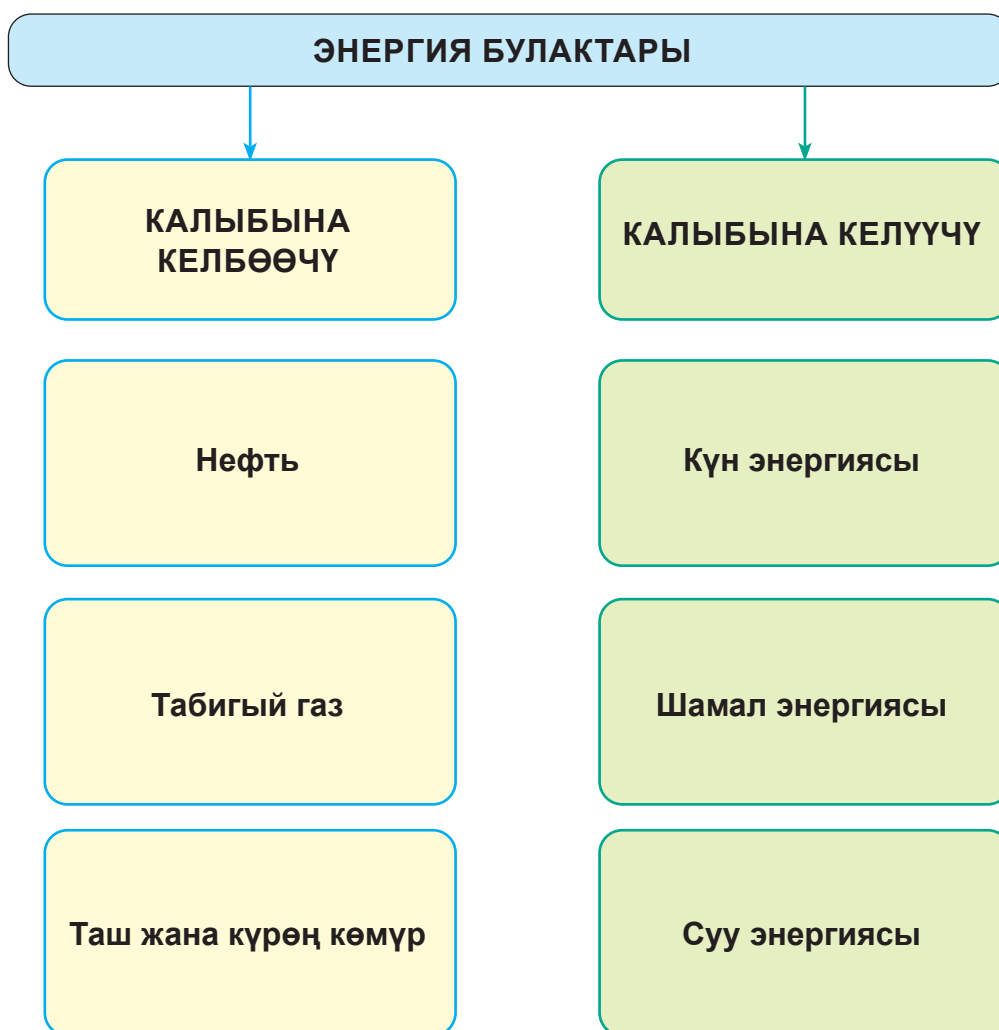 ЭНЕРГИЯ БУЛАКТАРЫ
КАЛЫБЫНА
КЕЛБӨӨЧҮ
КАЛЫБЫНА КЕЛҮҮЧҮ
Нефть
Күн энергиясы
Табигый газ
Шамал энергиясы
Таш жана күрөң көмүр
Суу энергиясы